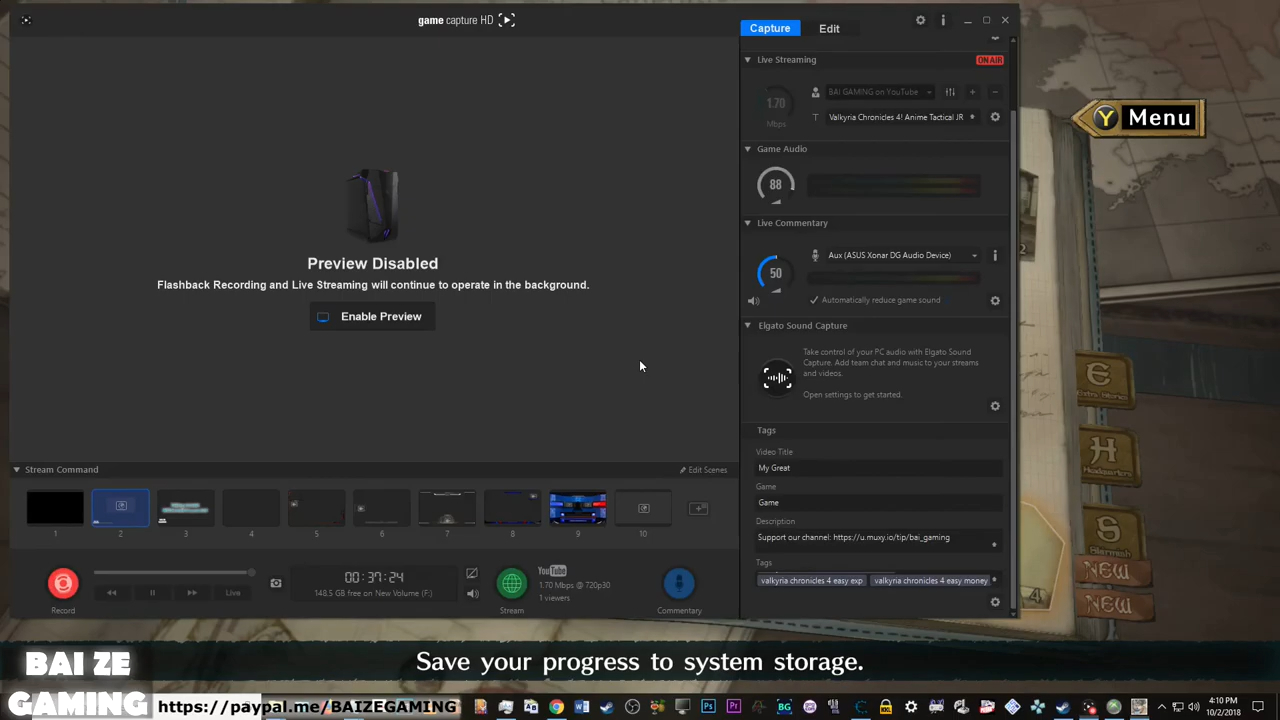 game capture HD
Capture
Edit
Live Streaming
ON AIR
1.70
Mbps
BAI GAMING on YouTube
T
Valkyria Chronicles 4! Anime Tactical JR
Game Audio
88
Live Commentary
50
Aux (ASUS Xonar DG Audio Device)
Automatically reduce game sound
Elgato Sound Capture
Take control of your PC audio with Elgato Sound
Capture. Add team chat and music to your streams
and videos.
Open settings to get started.
Tags
Video Title
My Great
Game
Game
Description
Support our channel: https://u.muxy.io/tip/bai_gaming
Tags
valkyria chronicles 4 easy exp
valkyria chronicles 4 easy money
Preview Disabled
Flashback Recording and Live Streaming will continue to operate in the background.
Enable Preview
Stream Command
Edit Scenes
1 2 3 4 5 6 7 8 9 10
Record
Live
00:37:24
148.5 GB free on New Volume (F:)
Stream
YouTube
1.70 Mbps @ 720p30
1 viewers
Commentary
Y Menu
E
H
Headquarters
S
NEW
NEW
4
Save your progress to system storage.
BAI ZE
GAMING
https://paypal.me/BAIZEGAMING
4:10 PM
10/2/2018